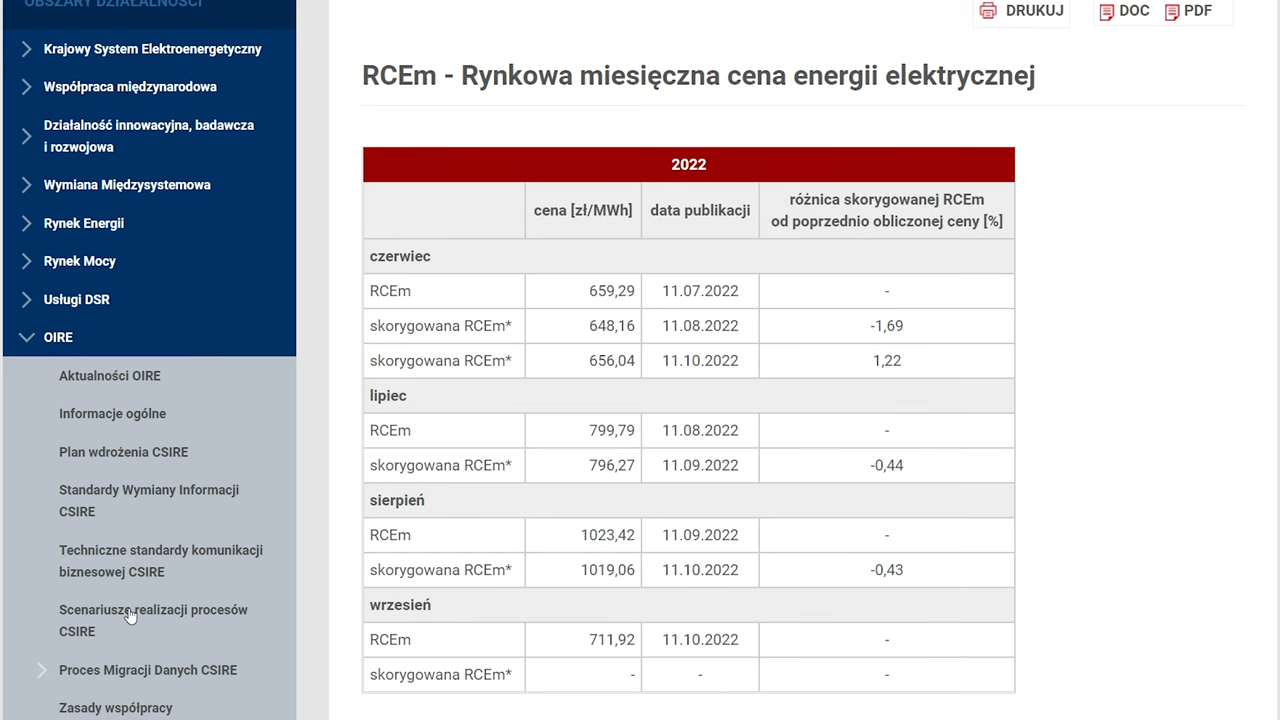 OBSZARY DZIAŁALNOŚCI
Krajowy System Elektroenergetyczny
Współpraca międzynarodowa
Działalność innowacyjna, badawcza
i rozwojowa
Wymiana Międzysystemowa
Rynek Energii
Rynek Mocy
Usługi DSR
OIRE
Aktualności OIRE
Informacje ogólne
Plan wdrożenia CSIRE
Standardy Wymiany Informacji
CSIRE
Techniczne standardy komunikacji
biznesowej CSIRE
Scenariusze realizacji procesów
CSIRE
Proces Migracji Danych CSIRE
Zasady współpracy
DRUKUJ DOC PDF
RCEm - Rynkowa miesięczna cena energii elektrycznej
2022
cena [zł/MWh] data publikacji różnica skorygowanej RCEm
od poprzednio obliczonej ceny [%]
czerwiec
RCEm 659,29 11.07.2022 -
skorygowana RCEm* 648,16 11.08.2022 -1,69
skorygowana RCEm* 656,04 11.10.2022 1,22
lipiec
RCEm 799,79 11.08.2022 -
skorygowana RCEm* 796,27 11.09.2022 -0,44
sierpień
RCEm 1023,42 11.09.2022 -
skorygowana RCEm* 1019,06 11.10.2022 -0,43
wrzesień
RCEm 711,92 11.10.2022 -
skorygowana RCEm* - - -